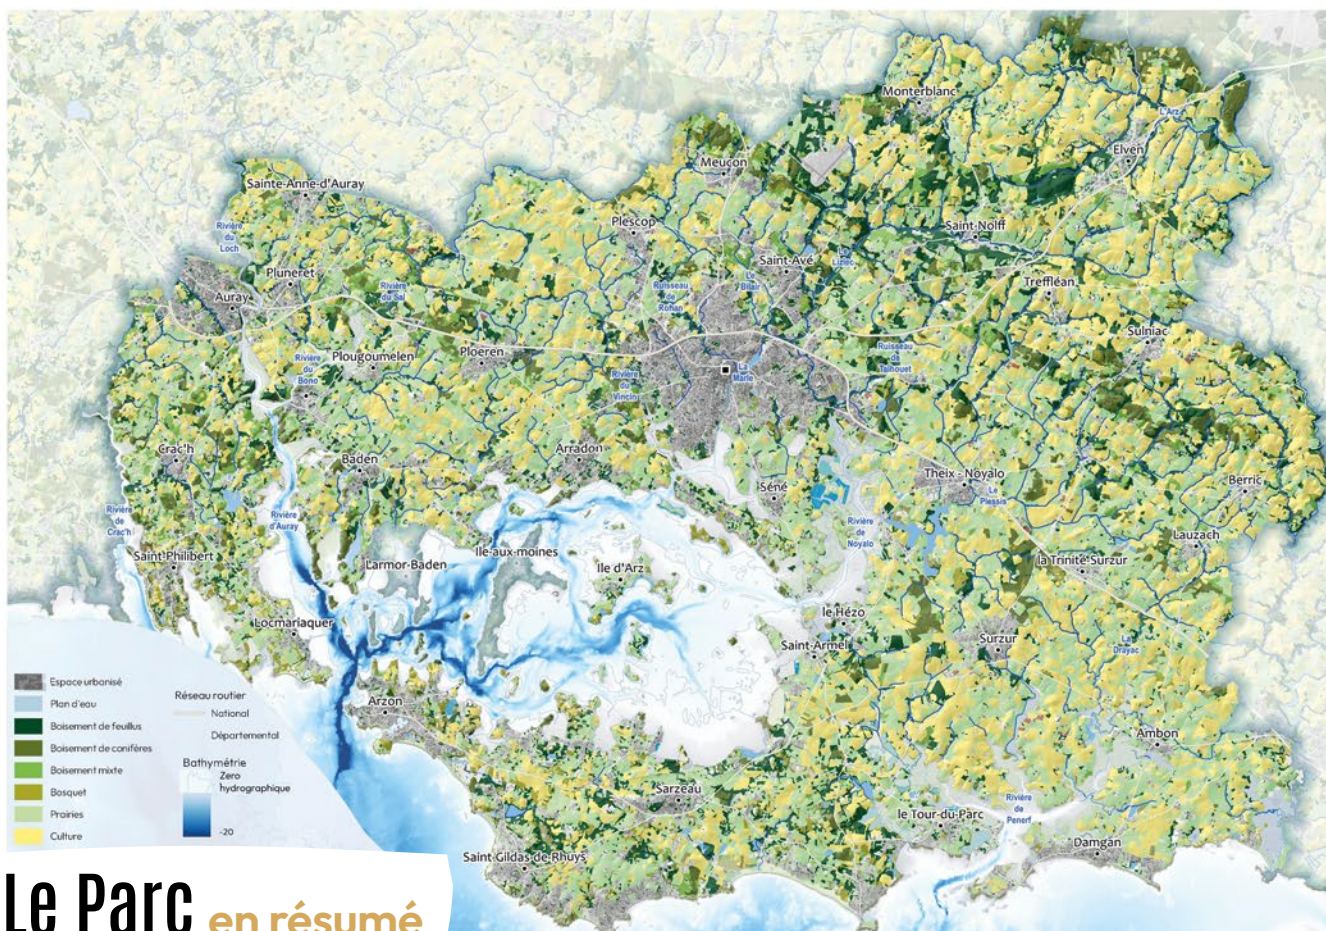 Monterblanc
L'Arz
Elven
Meucon
Sainte-Anne-d'Auray
Plescop
Saint-Nolff
Rivière
du
Loch
Saint-Avé
Liziec
Pluneret
Le
Bilair
Treffléan
Rivière
du Sal
Ruisseau
de
Rohan
Auray
Sulniac
Plougoumelen
Ploeren
Ruisseau
de
Talhouet
Rivière
du
Bono
La
Marle
Rivière
du
Vincin
Crac'h
Arradon
Baden
Theix - Noyalo
Séné
Le
Plessis
Berric
Rivière
de
Crac'h
Rivière
d'Auray
Rivière
de
Noyalo
Lauzach
Saint-Philibert
Ile-aux-moines
Larmor-Baden
Ile d'Arz
la Trinité-Surzur
le Hézo
Locmariaquer
Saint-Armel
Surzur
La
Drayac
Arzon
Ambon
Sarzeau
Rivière
de
Penerf
le Tour-du-Parc
Damgan
Saint Gildas-de-Rhuys
Espace urbanisé
Plan d'eau
Boisement de feuillus
Boisement de conifères
Boisement mixte
Bosquet
Prairies
Culture
Réseau routier
National
Départemental
Bathymétrie
Zero
hydrographique
-20
Le Parc en résumé